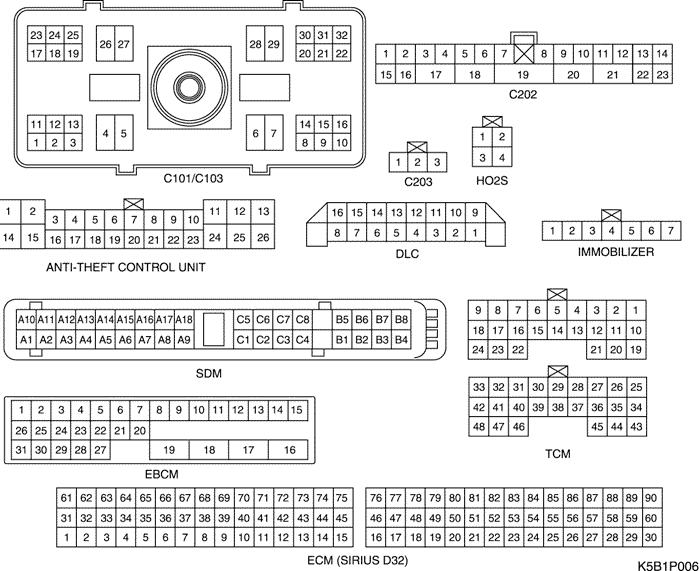 23 24 25 26 27 28 29 30 31 32
17 18 19 20 21 22
11 12 13 4 5 6 7 14 15 16
1 2 3 8 9 10
C101/C103
1 2 3 4 5 6 7 8 9 10 11 12 13 14
15 16 17 18 19 20 21 22 23
C202
1 2 3
C203
1 2
3 4
HO2S
1 2 3 4 5 6 7 8 9 10 11 12 13
14 15 16 17 18 19 20 21 22 23 24 25 26
ANTI-THEFT CONTROL UNIT
16 15 14 13 12 11 10 9
8 7 6 5 4 3 2 1
DLC
1 2 3 4 5 6 7
IMMOBILIZER
A10 A11 A12 A13 A14 A15 A16 A17 A18 C5 C6 C7 C8 B5 B6 B7 B8
A1 A2 A3 A4 A5 A6 A7 A8 A9 C1 C2 C3 C4 B1 B2 B3 B4
SDM
9 8 7 6 5 4 3 2 1
18 17 16 15 14 13 12 11 10
24 23 22 21 20 19
33 32 31 30 29 28 27 26 25
42 41 40 39 38 37 36 35 34
48 47 46 45 44 43
TCM
1 2 3 4 5 6 7 8 9 10 11 12 13 14 15
26 25 24 23 22 21 20
31 30 29 28 27 19 18 17 16
EBCM
61 62 63 64 65 66 67 68 69 70 71 72 73 74 75 76 77 78 79 80 81 82 83 84 85 86 87 88 89 90
31 32 33 34 35 36 37 38 39 40 41 42 43 44 45 46 47 48 49 50 51 52 53 54 55 56 57 58 59 60
1 2 3 4 5 6 7 8 9 10 11 12 13 14 15 16 17 18 19 20 21 22 23 24 25 26 27 28 29 30
ECM (SIRIUS D32)
K5B1P006